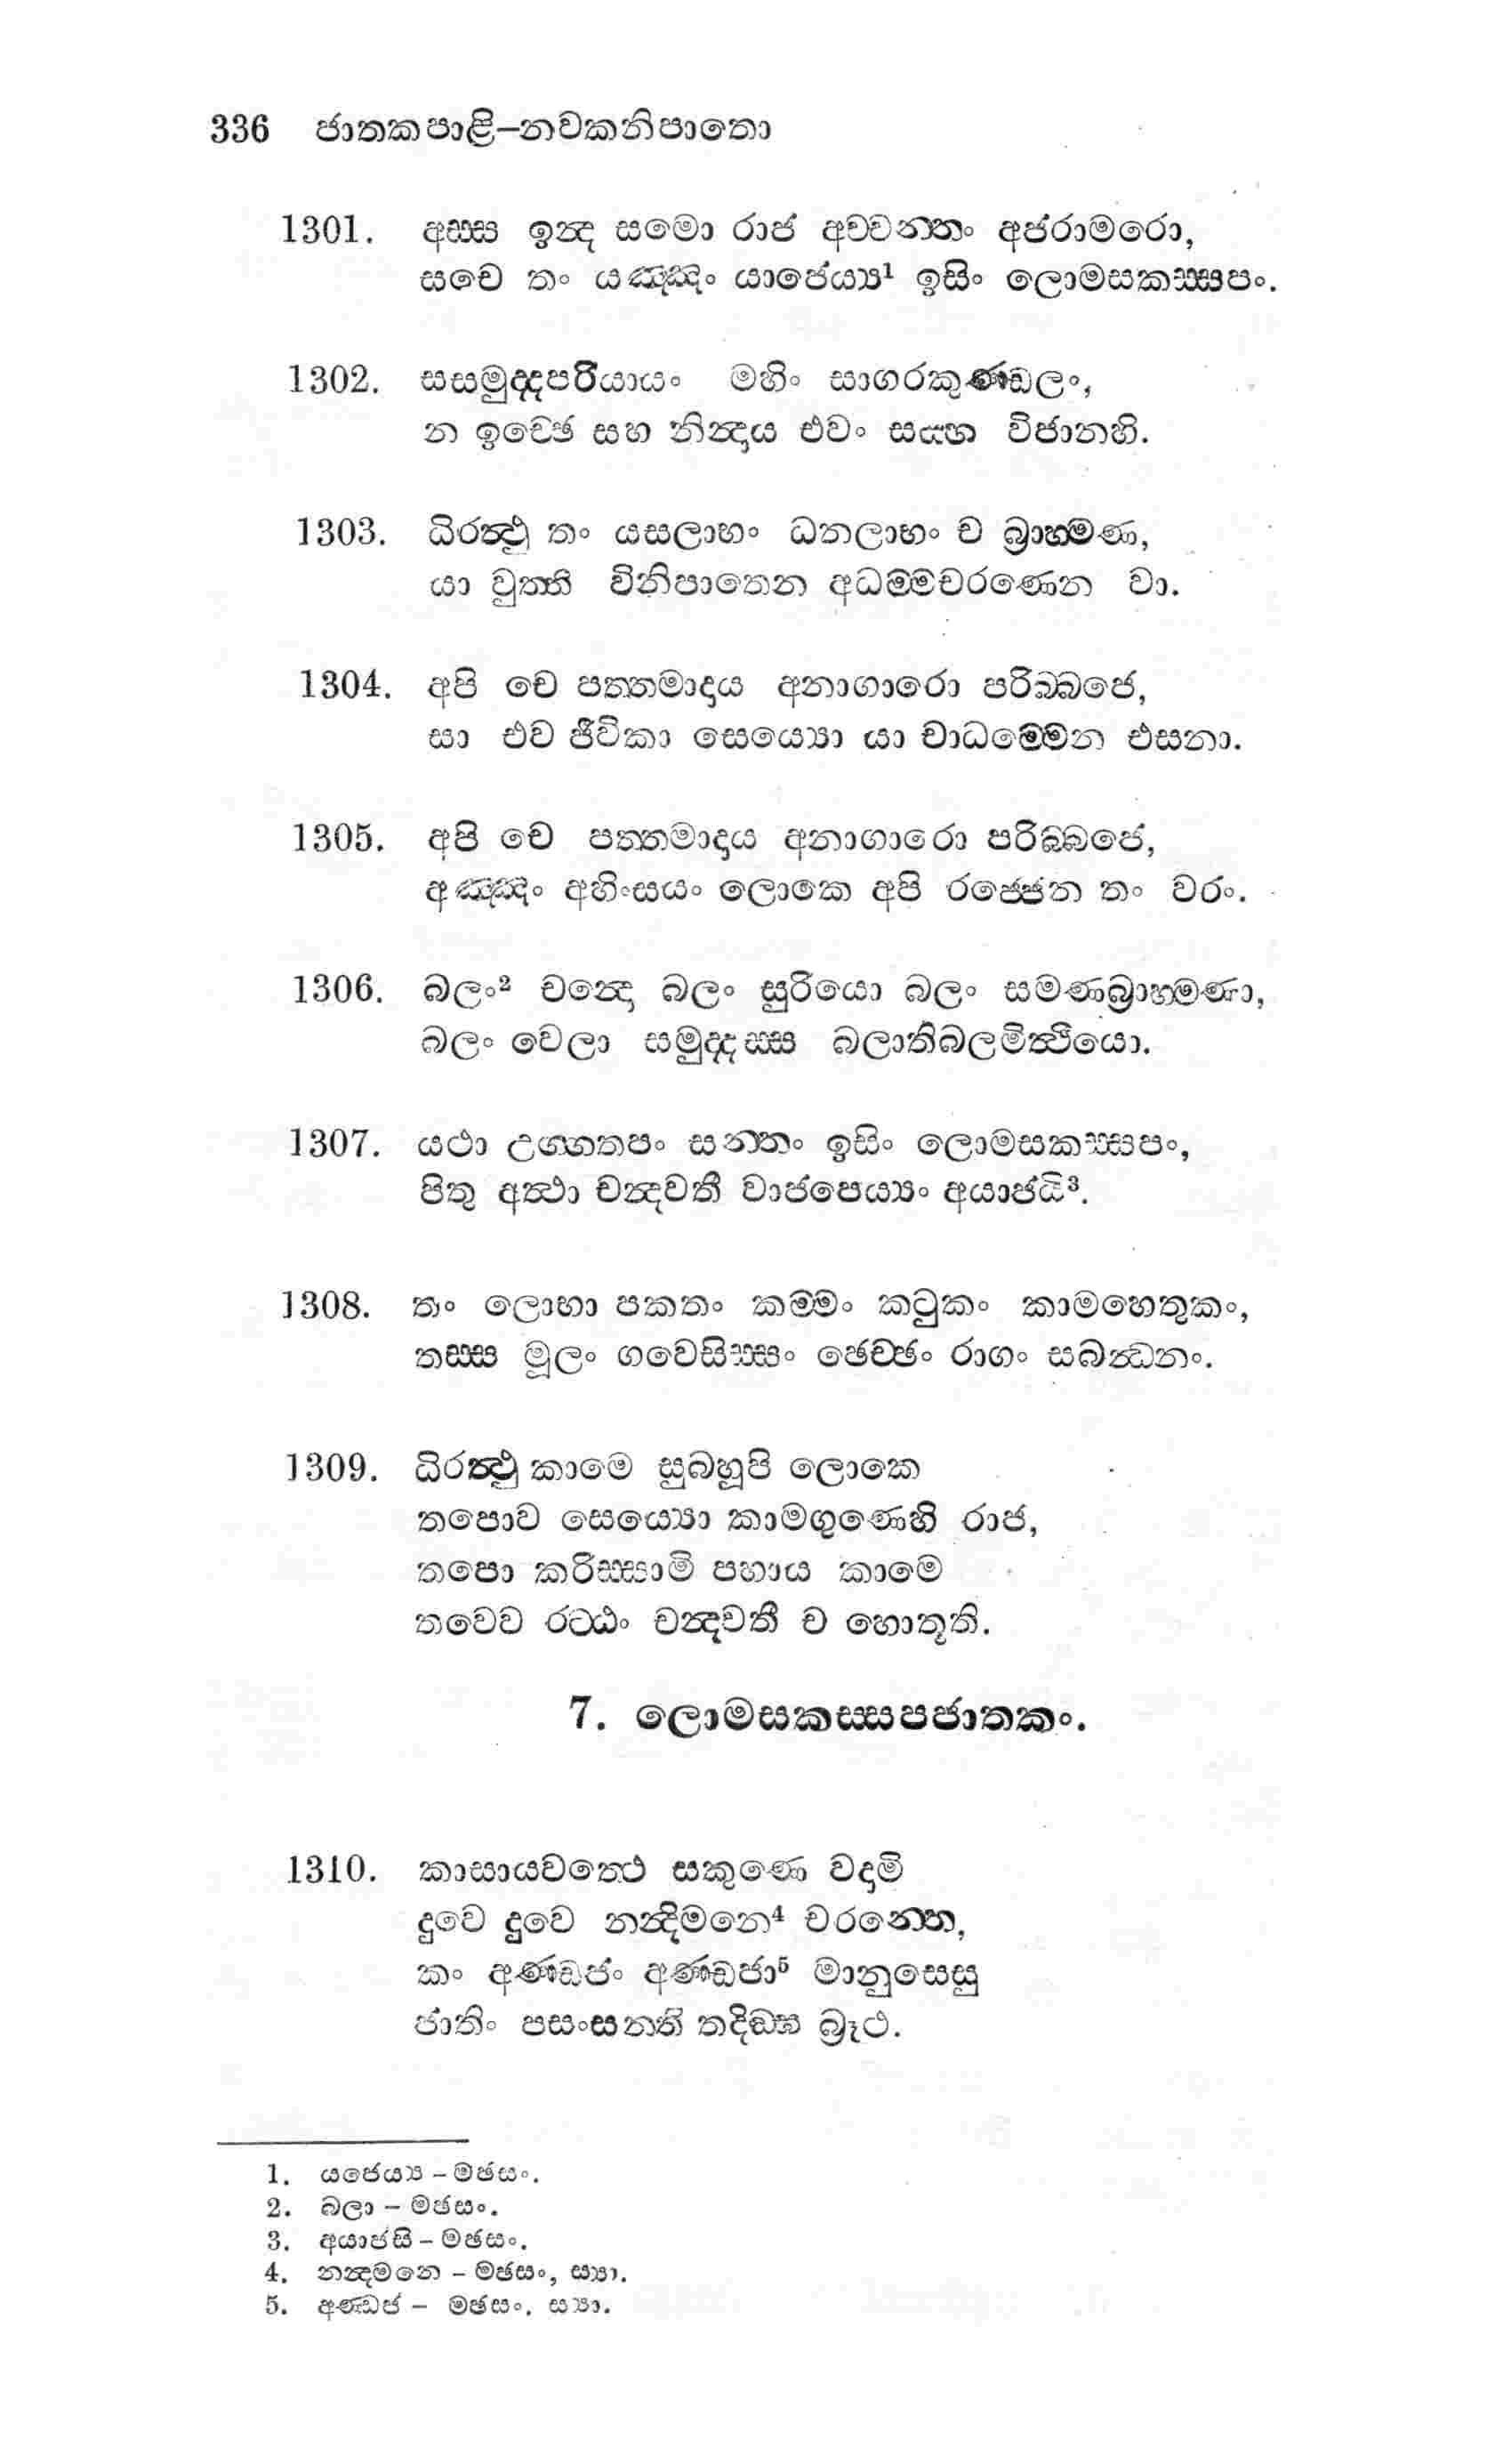 336 ජාතකපාළි–නවකනිපාතො
1301. අස්ස ඉන්ද සමො රාජ අච්චන්තං අජරාමරො,
සචෙ තං යඤ්ඤං යාජෙය්‍ය¹ ඉසිං ලොමසකස්සපං.
1302. සසමුද්දපරියායං මහිං සාගරකුණ්ඩලං,
න ඉච්ඡෙ සහ නින්දාය එවං සය්හ විජානහි.
1303. ධිරත්ථු තං යසලාභං ධනලාභං ච බ්‍රාහ්මණ,
යා වුත්ති විනිපාතෙන අධම්මචරණෙන වා.
1304. අපි චෙ පත්තමාදාය අනාගාරො පරිබ්බජෙ,
සා එව ජීවිකා සෙය්‍යො යා චාධම්මෙන එසනා.
1305. අපි චෙ පත්තමාදාය අනාගාරො පරිබ්බජෙ,
අඤ්ඤං අහිංසයං ලොකෙ අපි රජ්ජෙන තං වරං.
1306. බලං² චන්දො බලං සුරියො බලං සමණබ්‍රාහ්මණා,
බලං වෙලා සමුද්දස්ස බලාතිබලමිත්ථියො.
1307. යථා උග්ගතපං සන්තං ඉසිං ලොමසකස්සපං,
පිතු අත්ථා චන්දවතී වාජපෙය්‍යං අයාජයි³.
1308. තං ලොභා පකතං කම්මං කටුකං කාමහෙතුකං,
තස්ස මූලං ගවෙසිස්සං ඡෙච්ඡං රාගං සබන්ධනං.
1309. ධිරත්ථු කාමෙ සුබහූපි ලොකෙ
තපොව සෙය්‍යො කාමගුණෙහි රාජ,
තපො කරිස්සාමි පහාය කාමෙ
තවෙව රට්ඨං චන්දවතී ච හොතූති.
7. ලොමසකස්සපජාතකං.
1310. කාසායවත්ථෙ සකුණෙ වදාමි
දුවෙ දුවෙ නන්දිමනෙ⁴ චරන්තෙ,
කං අණ්ඩජං අණ්ඩජා⁵ මානුසෙසු
ජාතිං පසංසන්ති තදිඞ්ඝ බ්‍රූථ.
1. යජෙය්‍ය – මඡසං.
2. බලා – මඡසං.
3. අයාජසි – මඡසං.
4. නන්දමනෙ – මඡසං, ස්‍යා.
5. අණ්ඩජ – මඡසං, ස්‍යා.